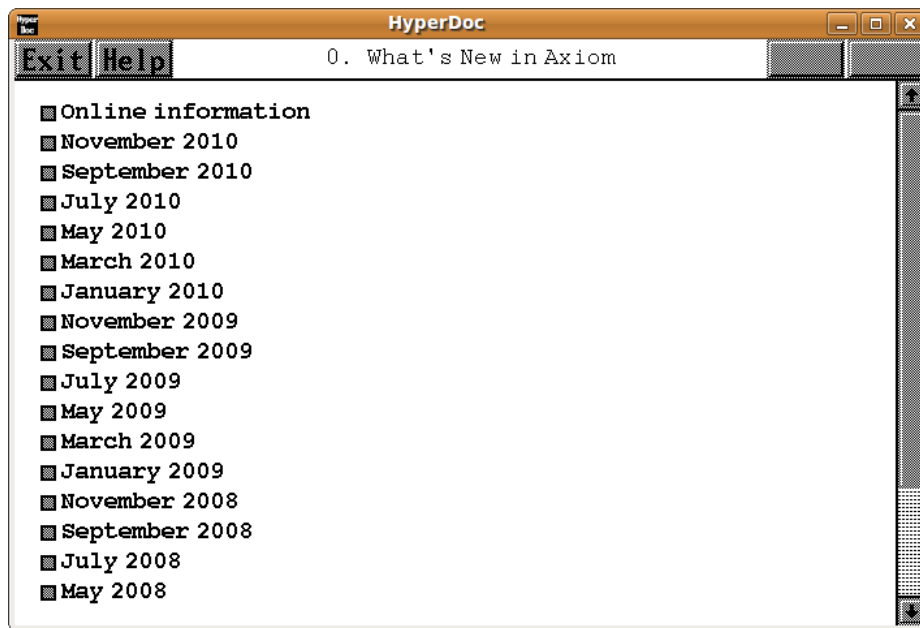 Hyper Doc
HyperDoc
Exit Help 0. What's New in Axiom
Online information
November 2010
September 2010
July 2010
May 2010
March 2010
January 2010
November 2009
September 2009
July 2009
May 2009
March 2009
January 2009
November 2008
September 2008
July 2008
May 2008